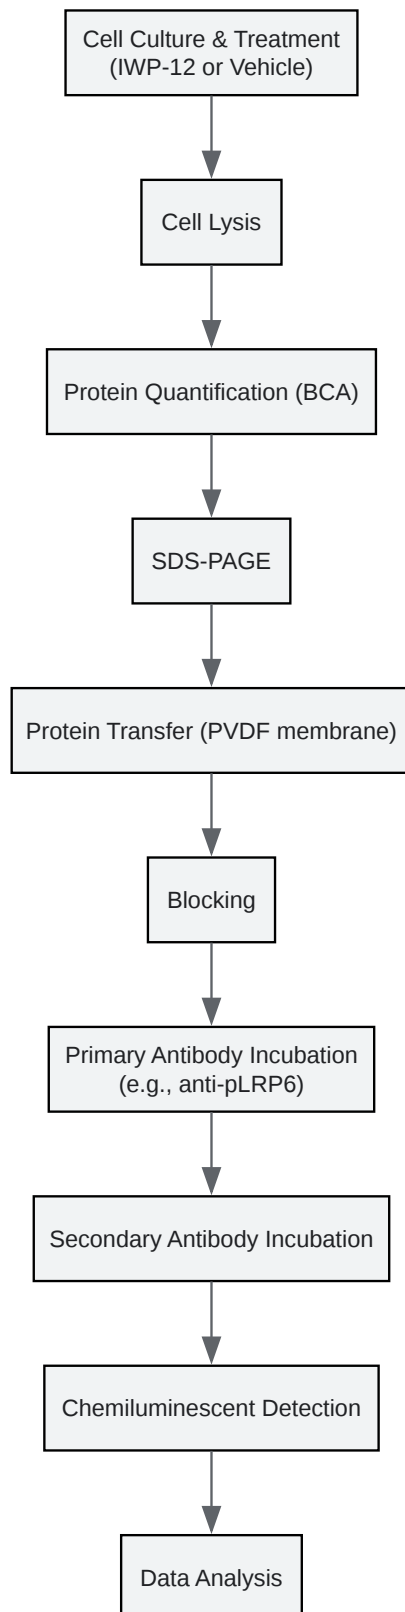 Cell Culture & Treatment
(IWP-12 or Vehicle)
Cell Lysis
Protein Quantification (BCA)
SDS-PAGE
Protein Transfer (PVDF membrane)
Blocking
Primary Antibody Incubation
(e.g., anti-pLRP6)
Secondary Antibody Incubation
Chemiluminescent Detection
Data Analysis